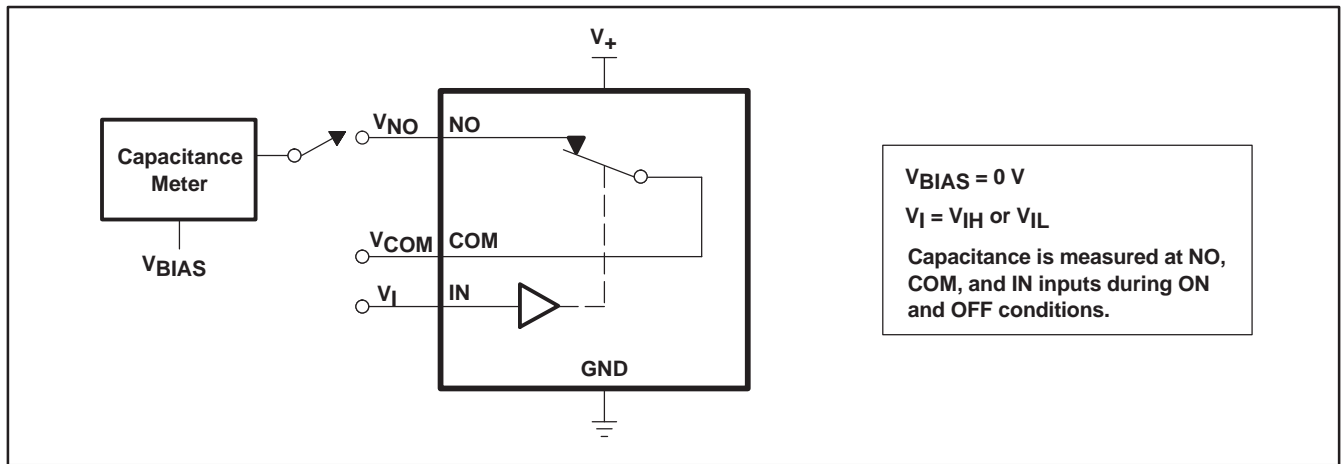 V+
VNO
NO
Capacitance
Meter
VBIAS
VCOM
COM
VI
IN
GND
VBIAS = 0 V
VI = VIH or VIL
Capacitance is measured at NO,
COM, and IN inputs during ON
and OFF conditions.